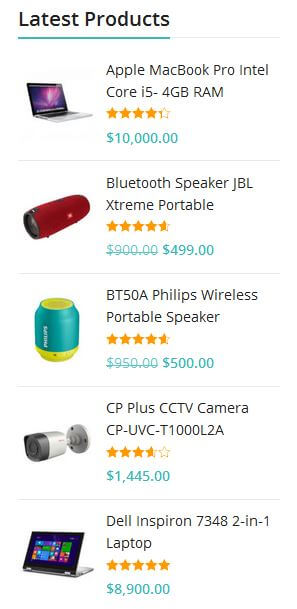 Latest Products
Apple MacBook Pro Intel
Core i5- 4GB RAM
$10,000.00
Bluetooth Speaker JBL
Xtreme Portable
$900.00 $499.00
BT50A Philips Wireless
Portable Speaker
PHILIPS
$950.00 $500.00
CP Plus CCTV Camera
CP-UVC-T1000L2A
$1,445.00
Dell Inspiron 7348 2-in-1
Laptop
$8,900.00